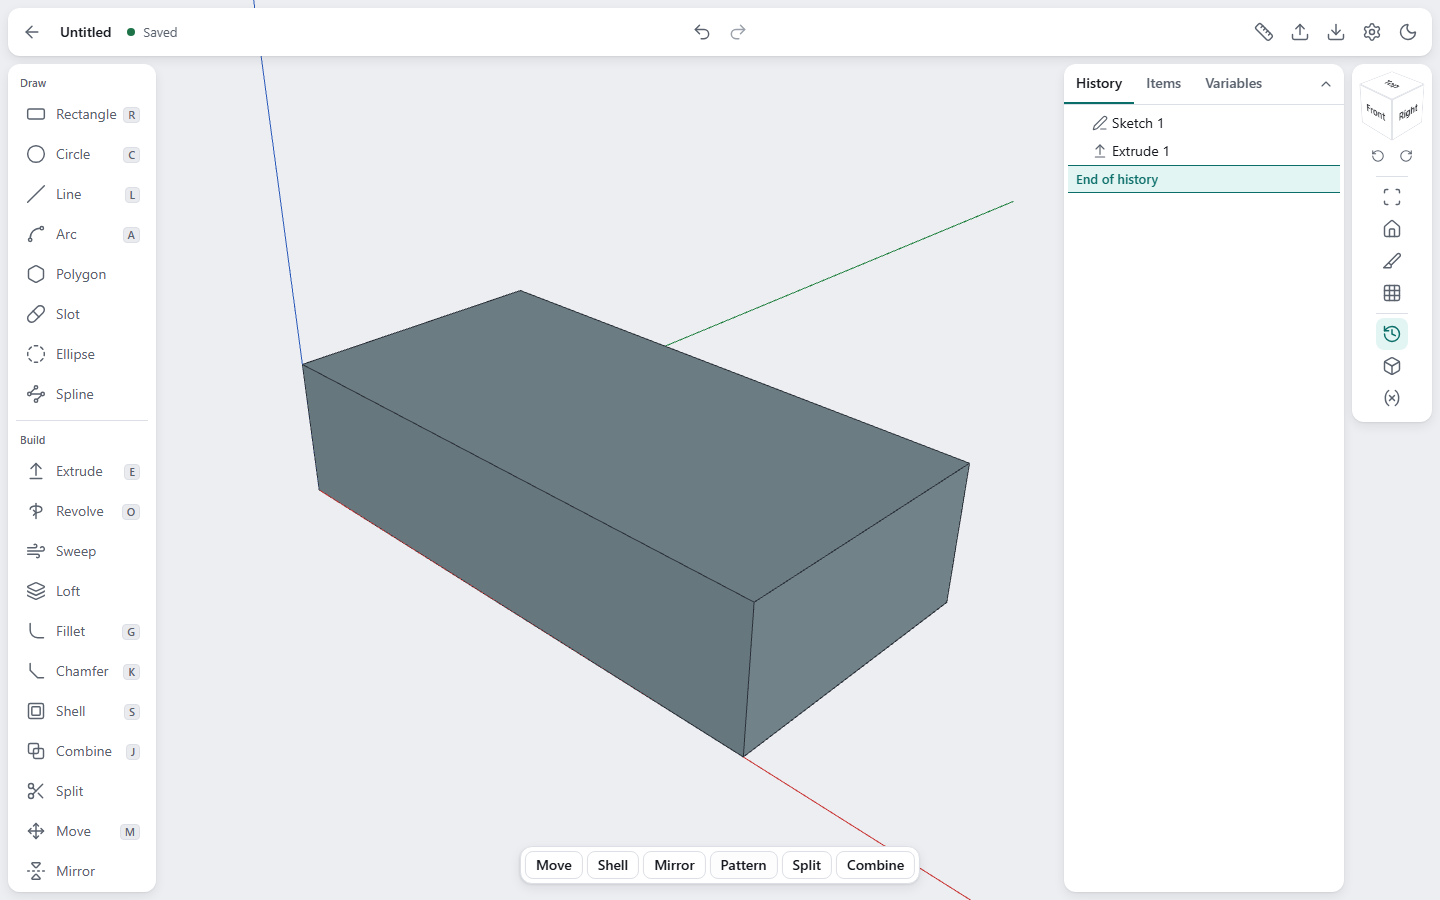 Untitled
Saved
Draw
Rectangle R
Circle C
Line L
Arc A
Polygon
Slot
Ellipse
Spline
Build
Extrude E
Revolve O
Sweep
Loft
Fillet G
Chamfer K
Shell S
Combine J
Split
Move M
Mirror
History Items Variables
Sketch 1
Extrude 1
End of history
Top
Front
Right
Move Shell Mirror Pattern Split Combine